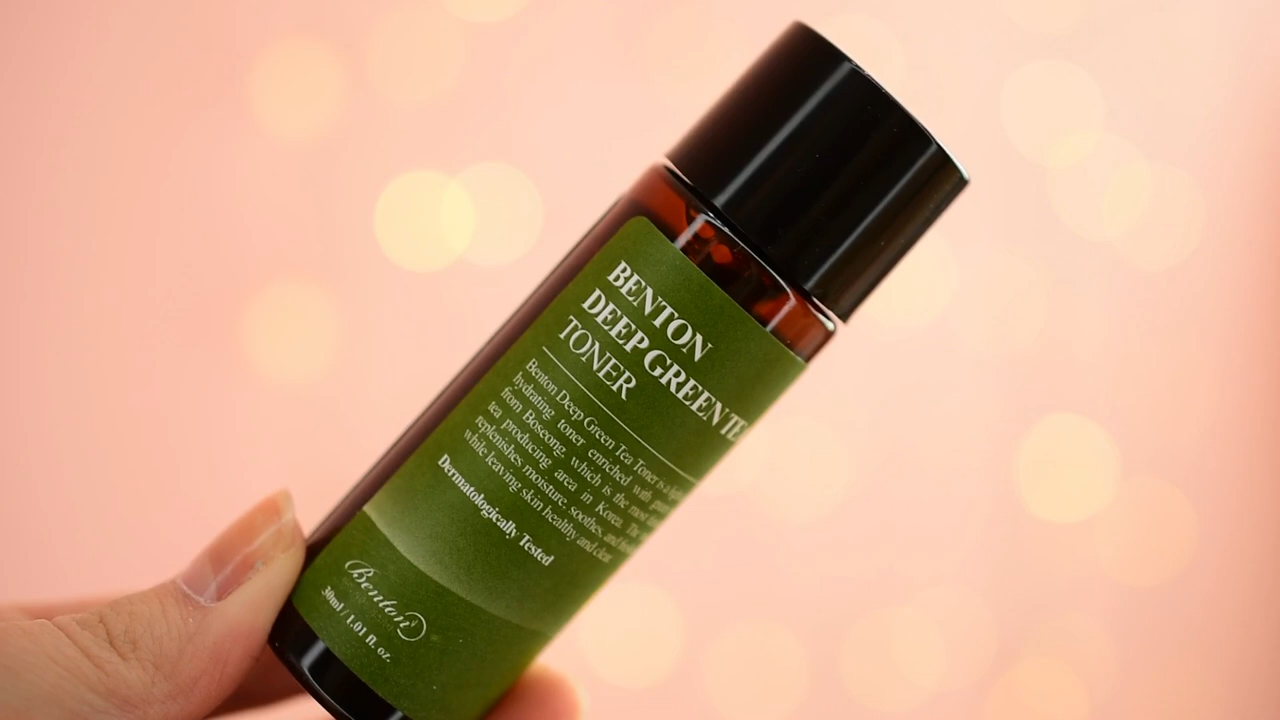 BENTON
DEEP GREEN TE
TONER
Benton Deep Green Tea Toner is a
hydrating toner enriched with
from Boseong, which is the most
tea producing area in Korea. The
replenishes moisture, soothes, and
while leaving skin healthy and clear.
Dermatologically Tested
Benton
30ml / 1.01 fl. oz.